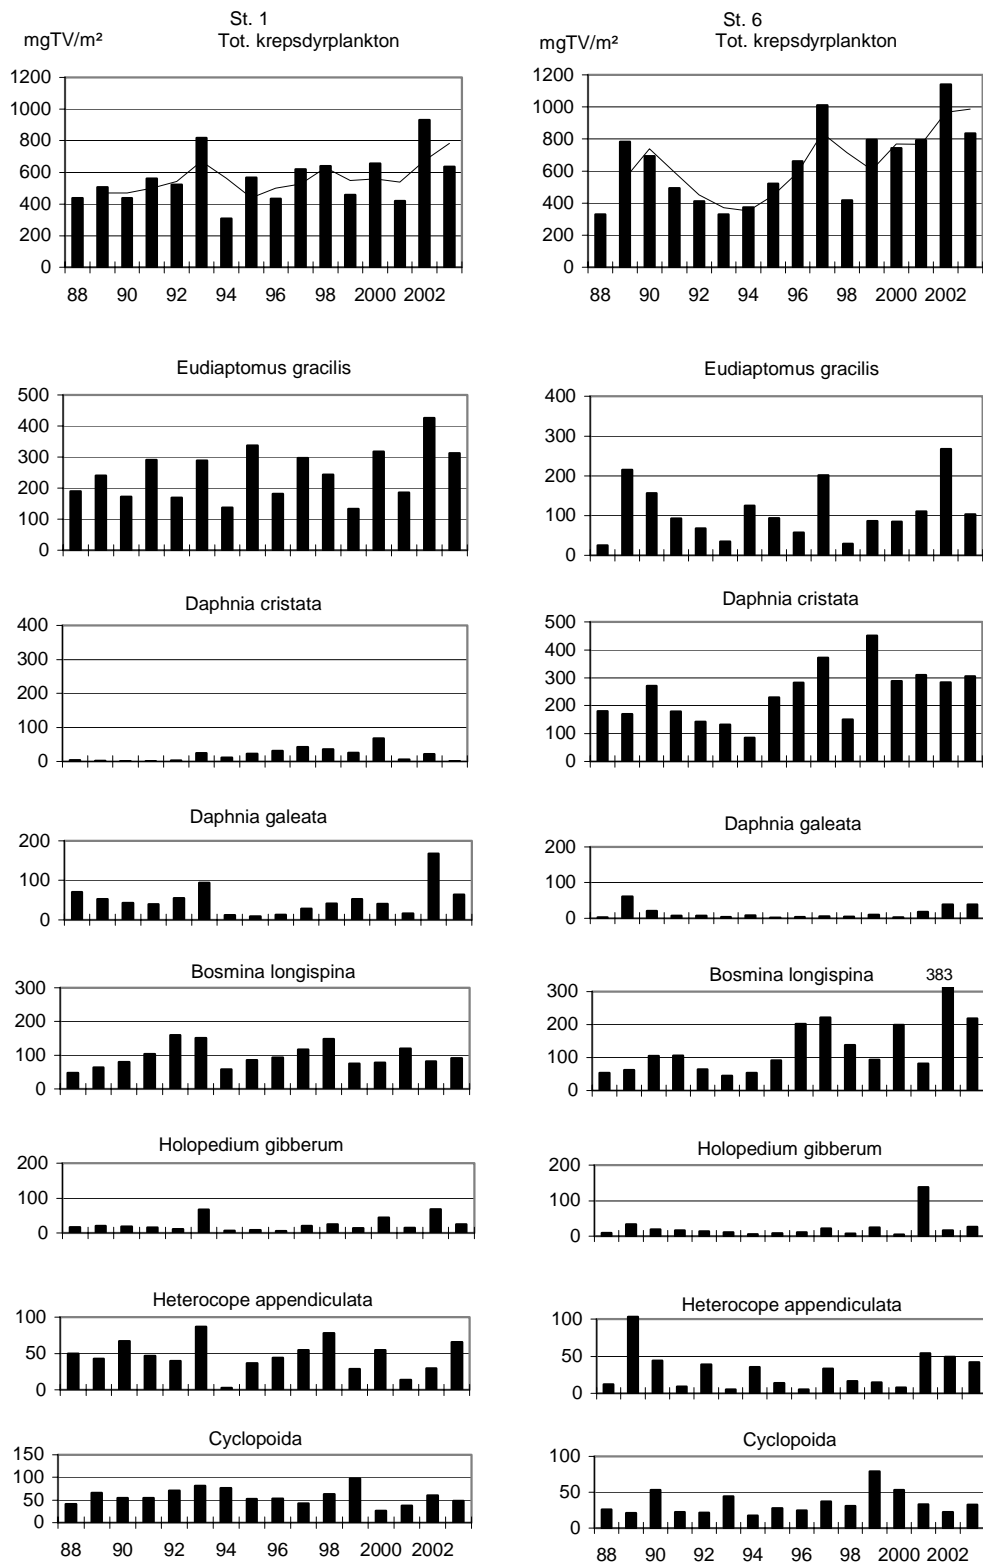 St. 1
mgTV/m²
Tot. krepsdyrplankton
1200
1000
800
600
400
200
0
88 90 92 94 96 98 2000 2002
Eudiaptomus gracilis
500
400
300
200
100
0
Daphnia cristata
400
300
200
100
0
Daphnia galeata
200
100
0
Bosmina longispina
300
200
100
0
Holopedium gibberum
200
100
0
Heterocope appendiculata
100
50
0
Cyclopoida
150
100
50
0
88 90 92 94 96 98 2000 2002
St. 6
mgTV/m²
Tot. krepsdyrplankton
1200
1000
800
600
400
200
0
88 90 92 94 96 98 2000 2002
Eudiaptomus gracilis
400
300
200
100
0
Daphnia cristata
500
400
300
200
100
0
Daphnia galeata
200
100
0
Bosmina longispina
383
300
200
100
0
Holopedium gibberum
200
100
0
Heterocope appendiculata
100
50
0
Cyclopoida
100
50
0
88 90 92 94 96 98 2000 2002